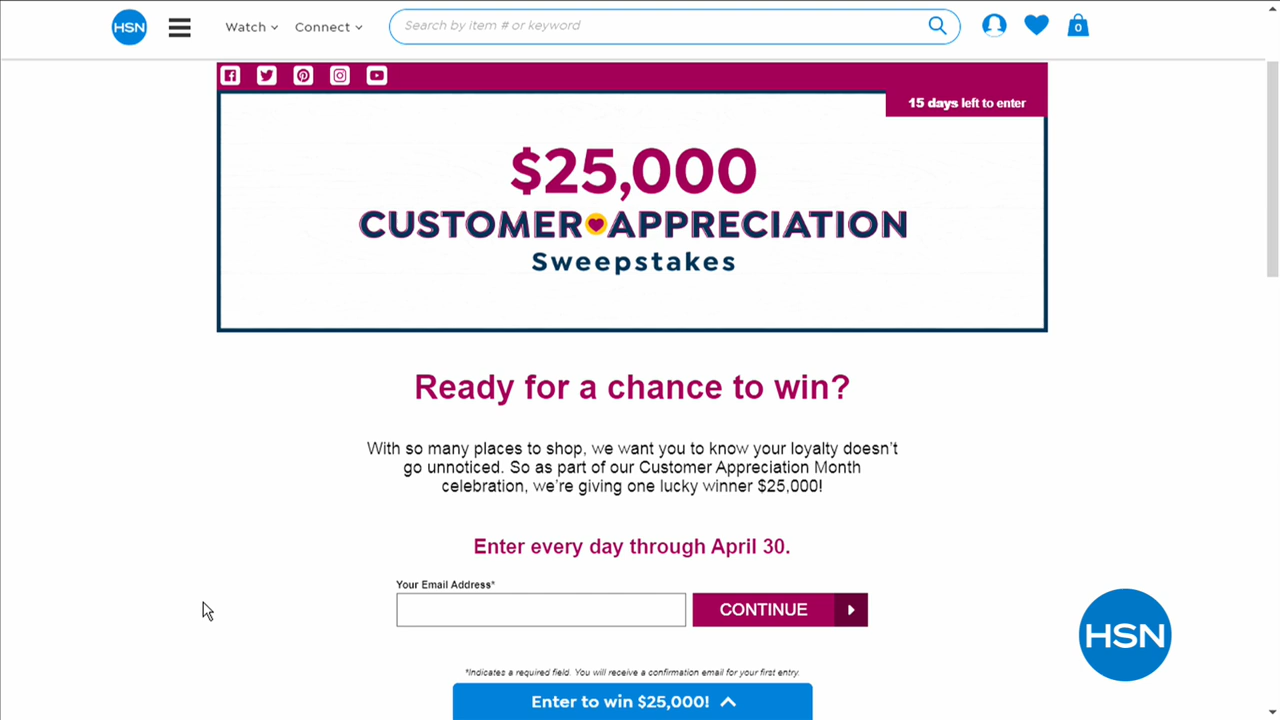 HSN
Watch
Connect
Search by item # or keyword
0
15 days left to enter
$25,000
CUSTOMER APPRECIATION
Sweepstakes
Ready for a chance to win?
With so many places to shop, we want you to know your loyalty doesn't
go unnoticed. So as part of our Customer Appreciation Month
celebration, we're giving one lucky winner $25,000!
Enter every day through April 30.
Your Email Address*
CONTINUE
HSN
*Indicates a required field. You will receive a confirmation email for your first entry.
Enter to win $25,000!